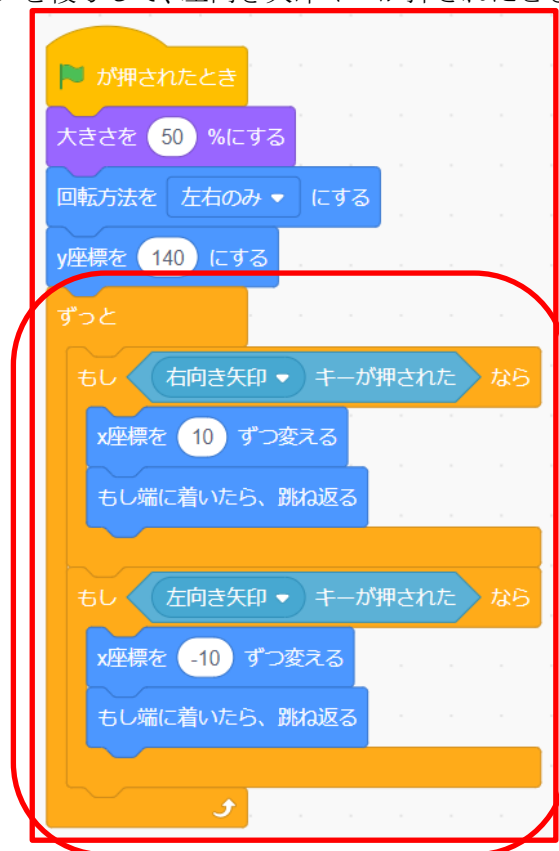 が押されたとき
大きさを 50 %にする
回転方法を 左右のみ にする
y座標を 140 にする
ずっと
もし 右向き矢印 キーが押された なら
x座標を 10 ずつ変える
もし端に着いたら、跳ね返る
もし 左向き矢印 キーが押された なら
x座標を -10 ずつ変える
もし端に着いたら、跳ね返る